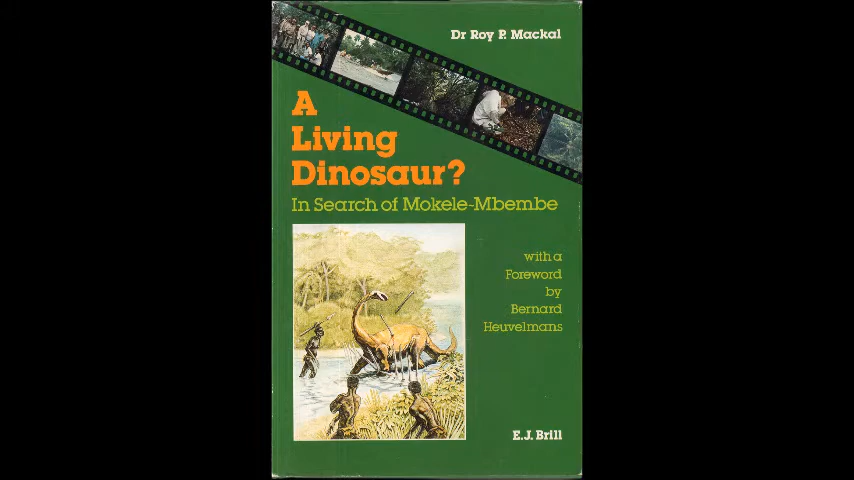 Dr Roy P. Mackal
A
Living
Dinosaur?
In Search of Mokele-Mbembe
with a
Foreword
by
Bernard
Heuvelmans
E.J. Brill